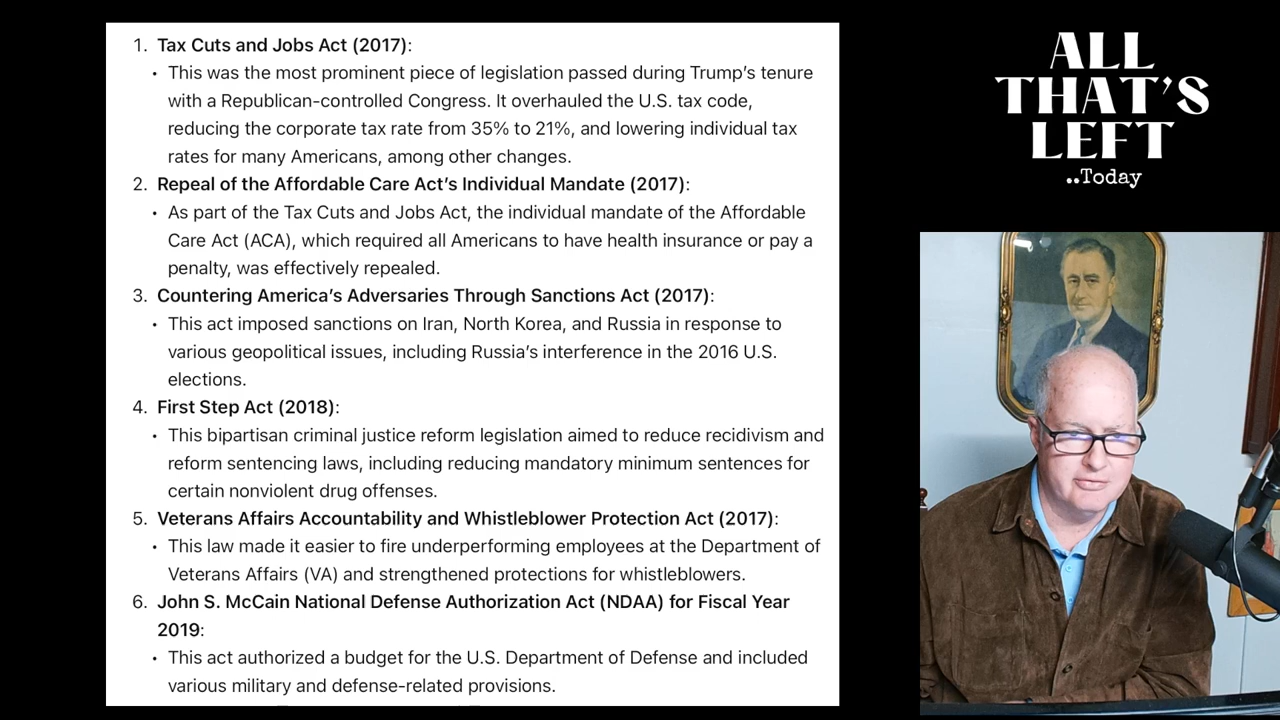 1. Tax Cuts and Jobs Act (2017):
• This was the most prominent piece of legislation passed during Trump’s tenure
with a Republican-controlled Congress. It overhauled the U.S. tax code,
reducing the corporate tax rate from 35% to 21%, and lowering individual tax
rates for many Americans, among other changes.
2. Repeal of the Affordable Care Act’s Individual Mandate (2017):
• As part of the Tax Cuts and Jobs Act, the individual mandate of the Affordable
Care Act (ACA), which required all Americans to have health insurance or pay a
penalty, was effectively repealed.
3. Countering America’s Adversaries Through Sanctions Act (2017):
• This act imposed sanctions on Iran, North Korea, and Russia in response to
various geopolitical issues, including Russia’s interference in the 2016 U.S.
elections.
4. First Step Act (2018):
• This bipartisan criminal justice reform legislation aimed to reduce recidivism and
reform sentencing laws, including reducing mandatory minimum sentences for
certain nonviolent drug offenses.
5. Veterans Affairs Accountability and Whistleblower Protection Act (2017):
• This law made it easier to fire underperforming employees at the Department of
Veterans Affairs (VA) and strengthened protections for whistleblowers.
6. John S. McCain National Defense Authorization Act (NDAA) for Fiscal Year
2019:
• This act authorized a budget for the U.S. Department of Defense and included
various military and defense-related provisions.
ALL
THAT’S
LEFT
..Today